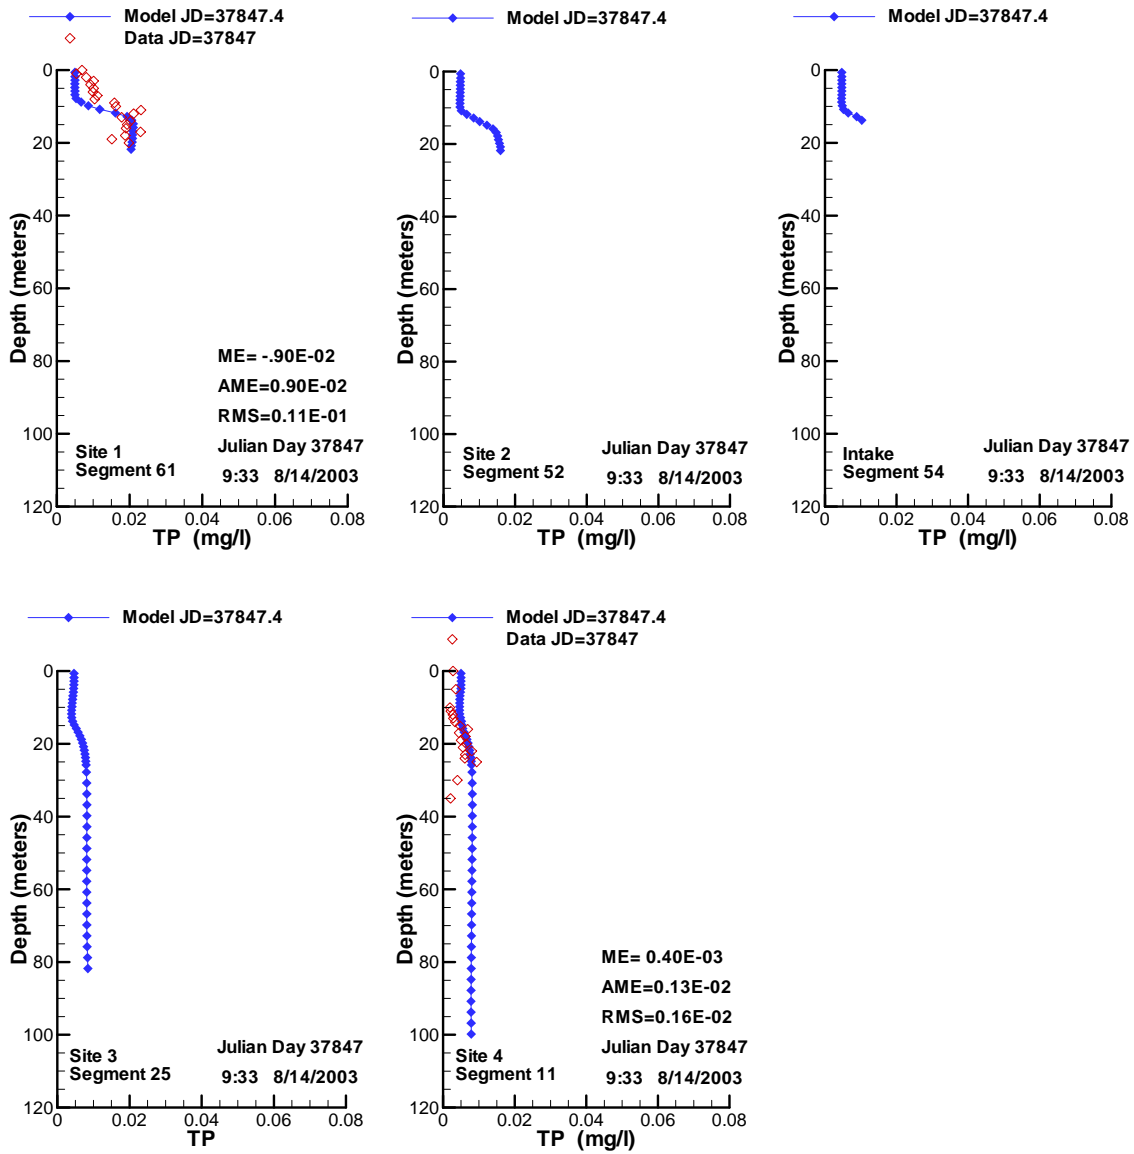 Model JD=37847.4
Data JD=37847
0
20
40
60
80
100
120
Depth (meters)
ME= -.90E-02
AME=0.90E-02
RMS=0.11E-01
Site 1
Segment 61
Julian Day 37847
9:33 8/14/2003
0 0.02 0.04 0.06 0.08
TP (mg/l)
Model JD=37847.4
0
20
40
60
80
100
120
Depth (meters)
Site 2
Segment 52
Julian Day 37847
9:33 8/14/2003
0 0.02 0.04 0.06 0.08
TP (mg/l)
Model JD=37847.4
0
20
40
60
80
100
120
Depth (meters)
Intake
Segment 54
Julian Day 37847
9:33 8/14/2003
0 0.02 0.04 0.06 0.08
TP (mg/l)
Model JD=37847.4
0
20
40
60
80
100
120
Depth (meters)
Site 3
Segment 25
Julian Day 37847
9:33 8/14/2003
0 0.02 0.04 0.06 0.08
TP
Model JD=37847.4
Data JD=37847
0
20
40
60
80
100
120
Depth (meters)
ME= 0.40E-03
AME=0.13E-02
RMS=0.16E-02
Site 4
Segment 11
Julian Day 37847
9:33 8/14/2003
0 0.02 0.04 0.06 0.08
TP (mg/l)